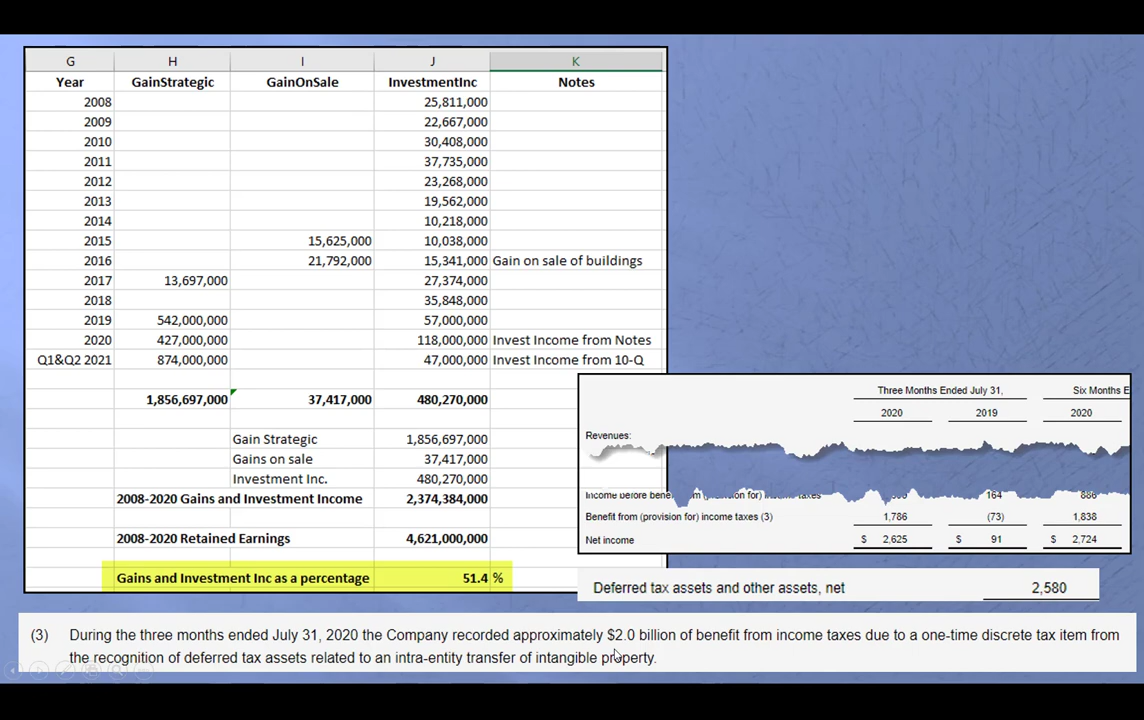 G H I J K
Year GainStrategic GainOnSale InvestmentInc Notes
2008 25,811,000
2009 22,667,000
2010 30,408,000
2011 37,735,000
2012 23,268,000
2013 19,562,000
2014 10,218,000
2015 15,625,000 10,038,000
2016 21,792,000 15,341,000 Gain on sale of buildings
2017 13,697,000 27,374,000
2018 35,848,000
2019 542,000,000 57,000,000
2020 427,000,000 118,000,000 Invest Income from Notes
Q1&Q2 2021 874,000,000 47,000,000 Invest Income from 10-Q
1,856,697,000 37,417,000 480,270,000
Gain Strategic 1,856,697,000
Gains on sale 37,417,000
Investment Inc. 480,270,000
2008-2020 Gains and Investment Income 2,374,384,000
2008-2020 Retained Earnings 4,621,000,000
Gains and Investment Inc as a percentage 51.4 %
Three Months Ended July 31, Six Months E
2020 2019 2020
Revenues:
Income before (provision for) taxes 164 886
Benefit from (provision for) income taxes (3) 1,786 (73) 1,838
Net income $ 2,625 $ 91 $ 2,724
Deferred tax assets and other assets, net 2,580
(3) During the three months ended July 31, 2020 the Company recorded approximately $2.0 billion of benefit from income taxes due to a one-time discrete tax item from
the recognition of deferred tax assets related to an intra-entity transfer of intangible property.